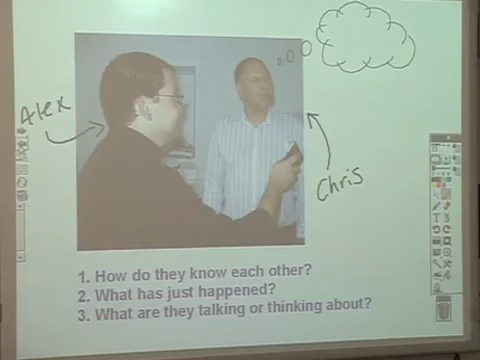 Alex
Chris
1. How do they know each other?
2. What has just happened?
3. What are they talking or thinking about?